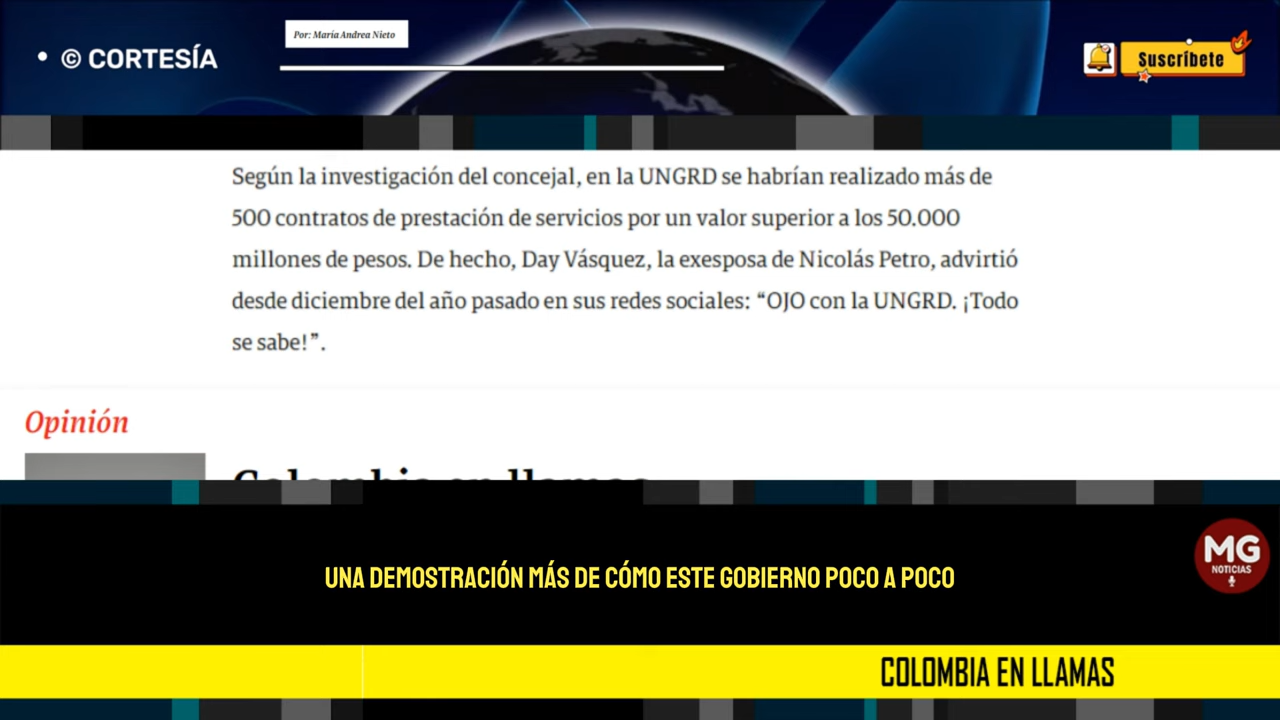 © CORTESÍA
Por: María Andrea Nieto
Suscríbete
Según la investigación del concejal, en la UNGRD se habrían realizado más de
500 contratos de prestación de servicios por un valor superior a los 50.000
millones de pesos. De hecho, Day Vásquez, la exesposa de Nicolás Petro, advirtió
desde diciembre del año pasado en sus redes sociales: “OJO con la UNGRD. ¡Todo
se sabe!”.
Opinión
Colombia en llamas
UNA DEMOSTRACIÓN MÁS DE CÓMO ESTE GOBIERNO POCO A POCO
MG
NOTICIAS
COLOMBIA EN LLAMAS